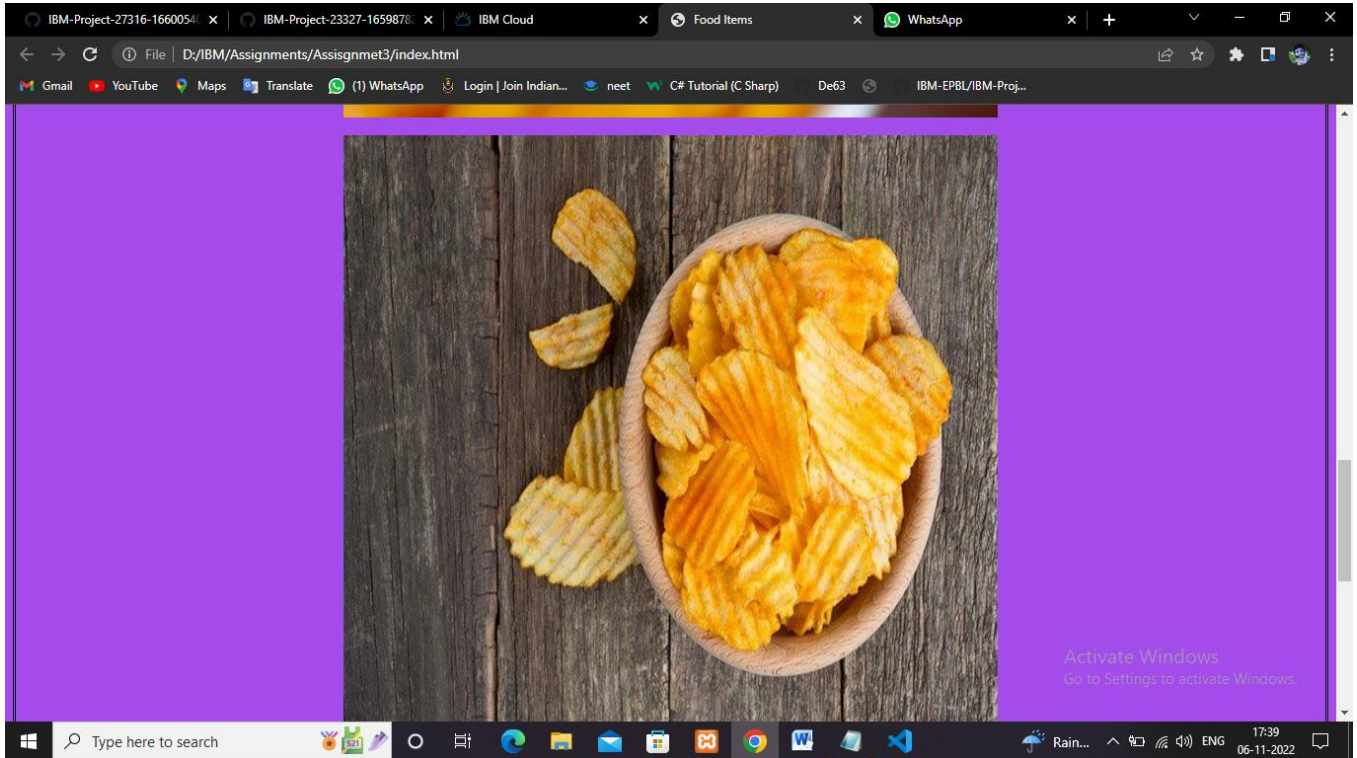 IBM-Project-27316-1660054 IBM-Project-23327-1659878 IBM Cloud Food Items WhatsApp
File D:/IBM/Assignments/Assisgnmet3/index.html
Gmail YouTube Maps Translate (1) WhatsApp Login | Join Indian... neet C# Tutorial (C Sharp) De63 IBM-EPBL/IBM-Proj...
Activate Windows
Go to Settings to activate Windows.
Type here to search 521 Rain... ENG 17:39
06-11-2022